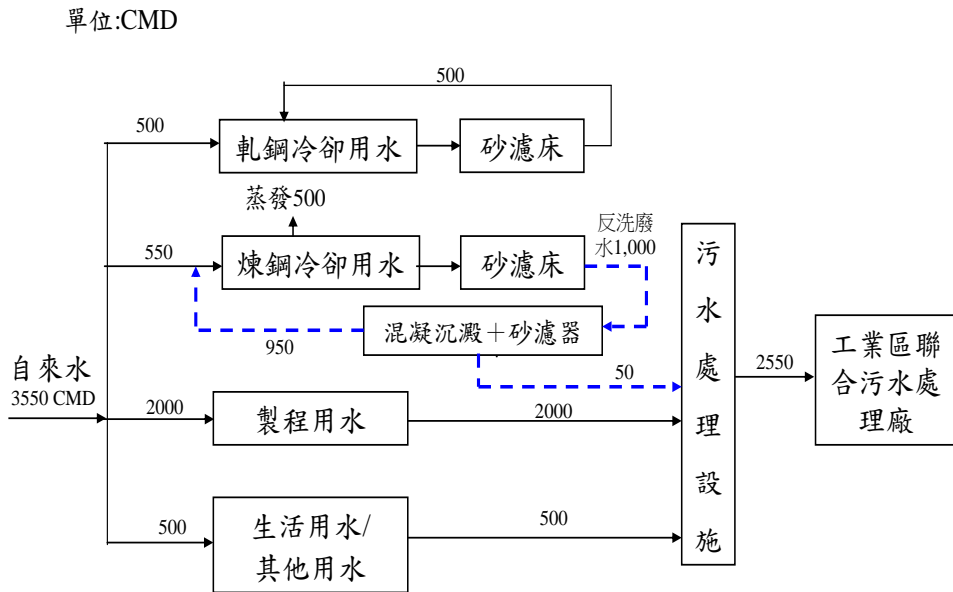 單位:CMD
500
500
軋鋼冷卻用水
砂濾床
蒸發500
反洗廢
水1,000
550
煉鋼冷卻用水
砂濾床
混凝沉澱＋砂濾器
950
50
自來水
3550 CMD
2000
製程用水
2000
500
生活用水/
其他用水
500
污
水
處
理
設
施
2550
工業區聯
合污水處
理廠